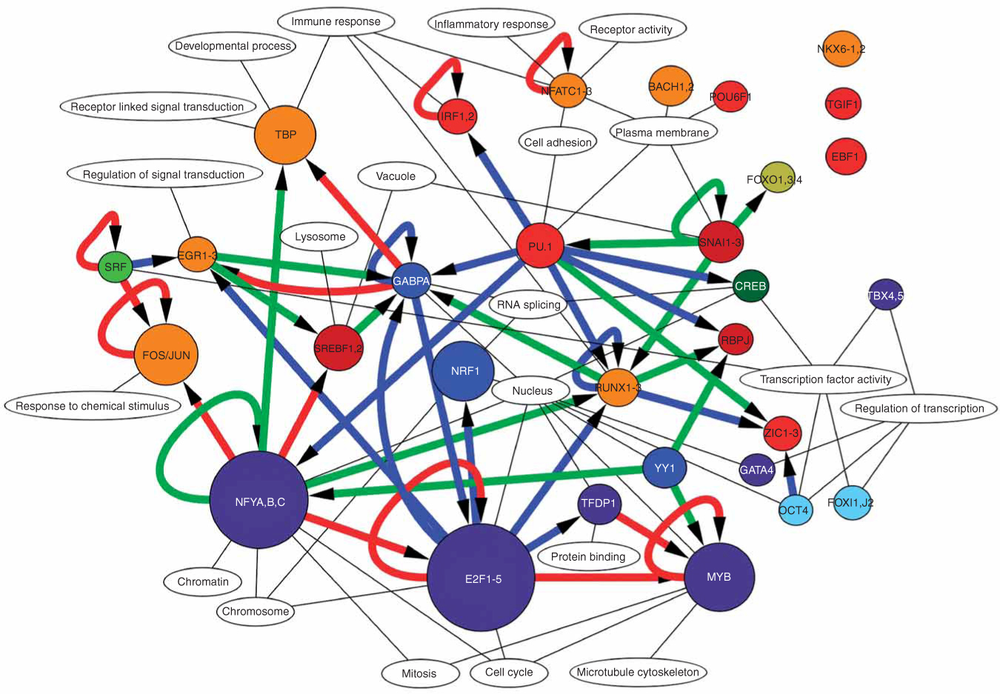 Immune response
Inflammatory response
Receptor activity
Developmental process
NKX6-1,2
BACH1,2
NFATC1-3
POU6F1
TGIF1
Receptor linked signal transduction
IRF1,2
TBP
Plasma membrane
Cell adhesion
EBF1
Regulation of signal transduction
Vacuole
FOXO1,3,4
Lysosome
SNAI1-3
PU.1
EGR1-3
SRF
GABPA
CREB
TBX4,5
RNA splicing
RBPJ
SREBF1,2
FOS/JUN
NRF1
Transcription factor activity
RUNX1-3
Nucleus
Response to chemical stimulus
Regulation of transcription
ZIC1-3
YY1
GATA4
NFYA,B,C
TFDP1
FOXI1,J2
OCT4
Protein binding
E2F1-5
MYB
Chromatin
Chromosome
Mitosis
Cell cycle
Microtubule cytoskeleton